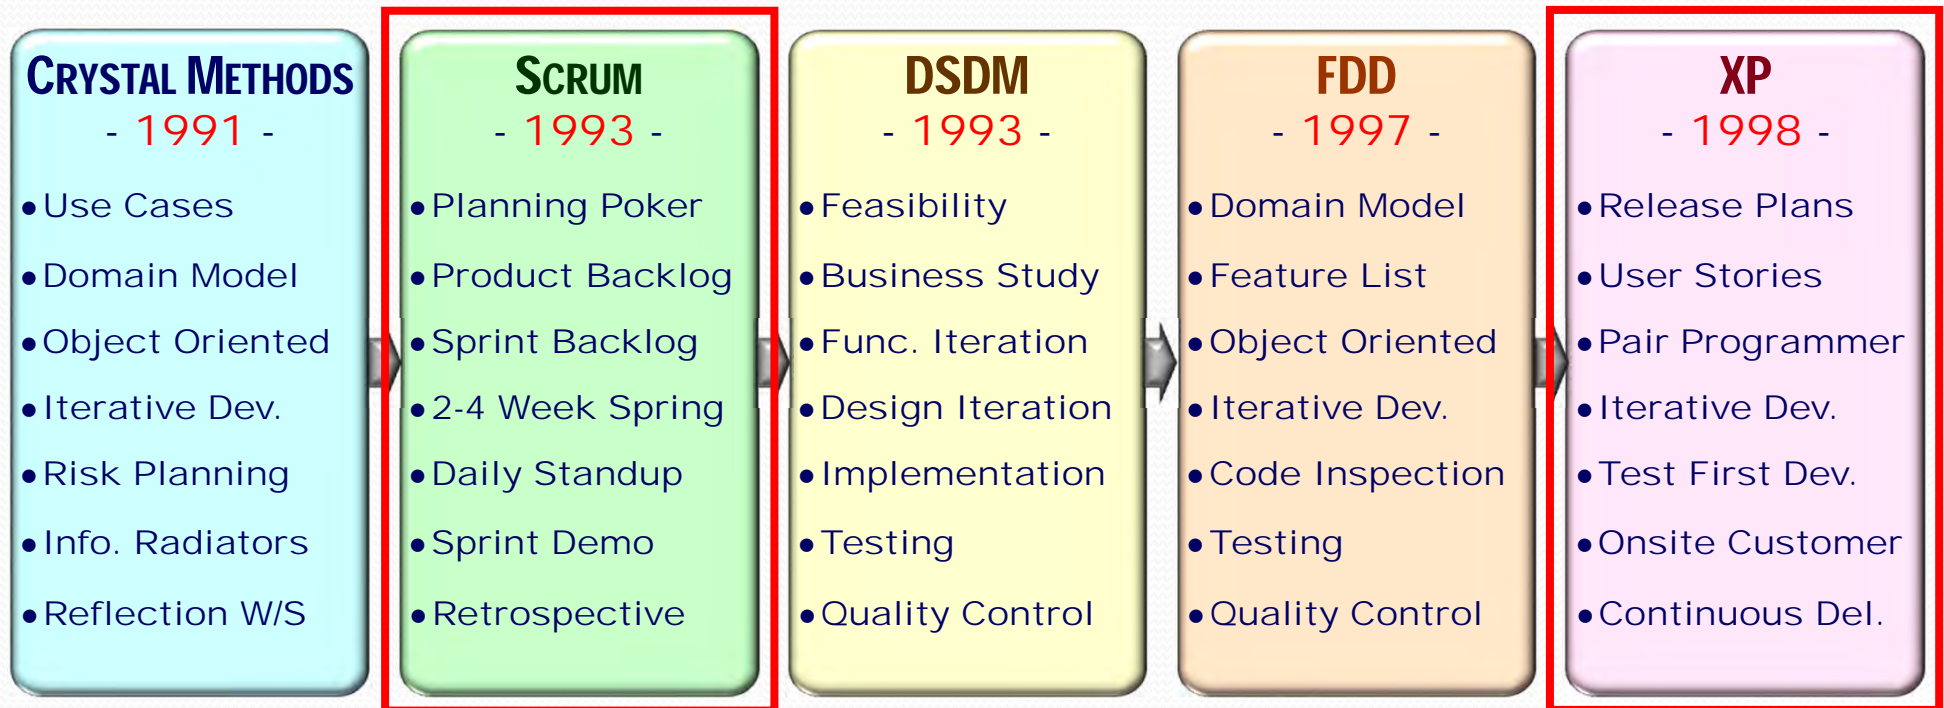 CRYSTAL METHODS
- 1991 -
• Use Cases
• Domain Model
• Object Oriented
• Iterative Dev.
• Risk Planning
• Info. Radiators
• Reflection W/S
SCRUM
- 1993 -
• Planning Poker
• Product Backlog
• Sprint Backlog
• 2-4 Week Spring
• Daily Standup
• Sprint Demo
• Retrospective
DSDM
- 1993 -
• Feasibility
• Business Study
• Func. Iteration
• Design Iteration
• Implementation
• Testing
• Quality Control
FDD
- 1997 -
• Domain Model
• Feature List
• Object Oriented
• Iterative Dev.
• Code Inspection
• Testing
• Quality Control
XP
- 1998 -
• Release Plans
• User Stories
• Pair Programmer
• Iterative Dev.
• Test First Dev.
• Onsite Customer
• Continuous Del.